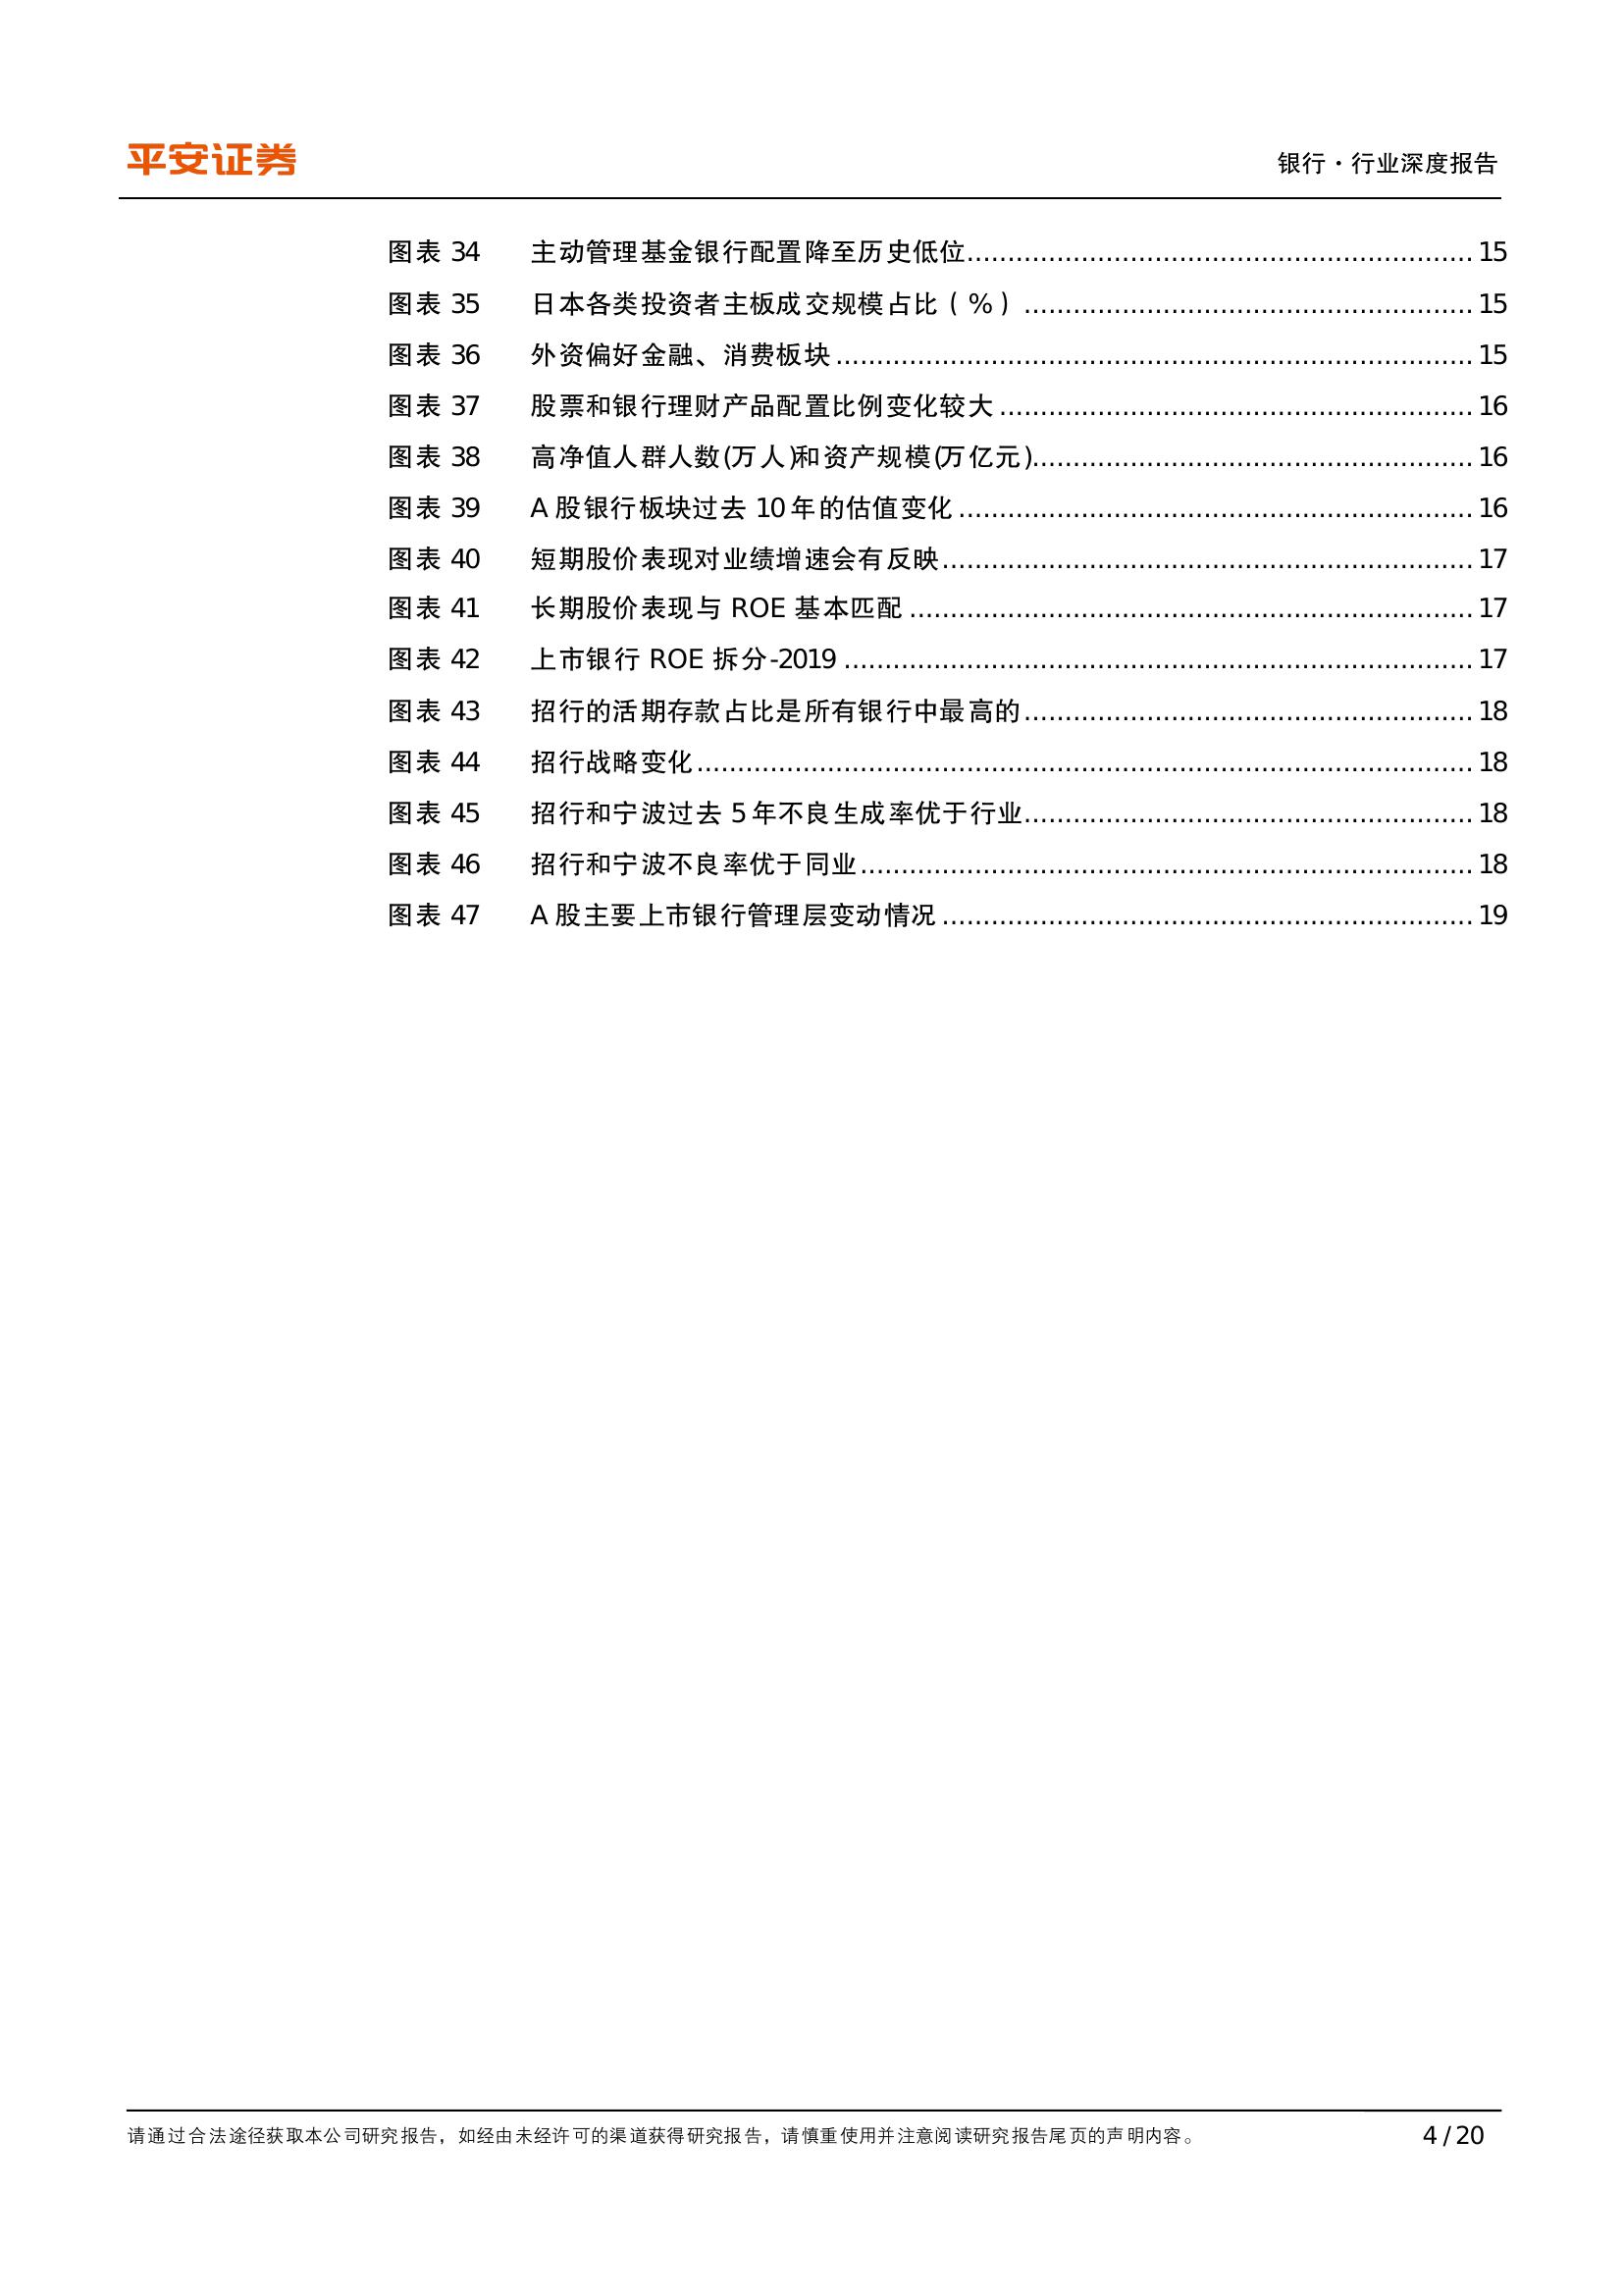 平安证券
银行·行业深度报告
图表 34 主动管理基金银行配置降至历史低位 15
图表 35 日本各类投资者主板成交规模占比（%） 15
图表 36 外资偏好金融、消费板块 15
图表 37 股票和银行理财产品配置比例变化较大 16
图表 38 高净值人群人数(万人)和资产规模(万亿元) 16
图表 39 A 股银行板块过去 10 年的估值变化 16
图表 40 短期股价表现对业绩增速会有反映 17
图表 41 长期股价表现与 ROE 基本匹配 17
图表 42 上市银行 ROE 拆分-2019 17
图表 43 招行的活期存款占比是所有银行中最高的 18
图表 44 招行战略变化 18
图表 45 招行和宁波过去 5 年不良生成率优于行业 18
图表 46 招行和宁波不良率优于同业 18
图表 47 A 股主要上市银行管理层变动情况 19
请通过合法途径获取本公司研究报告，如经由未经许可的渠道获得研究报告，请慎重使用并注意阅读研究报告尾页的声明内容。 4 / 20